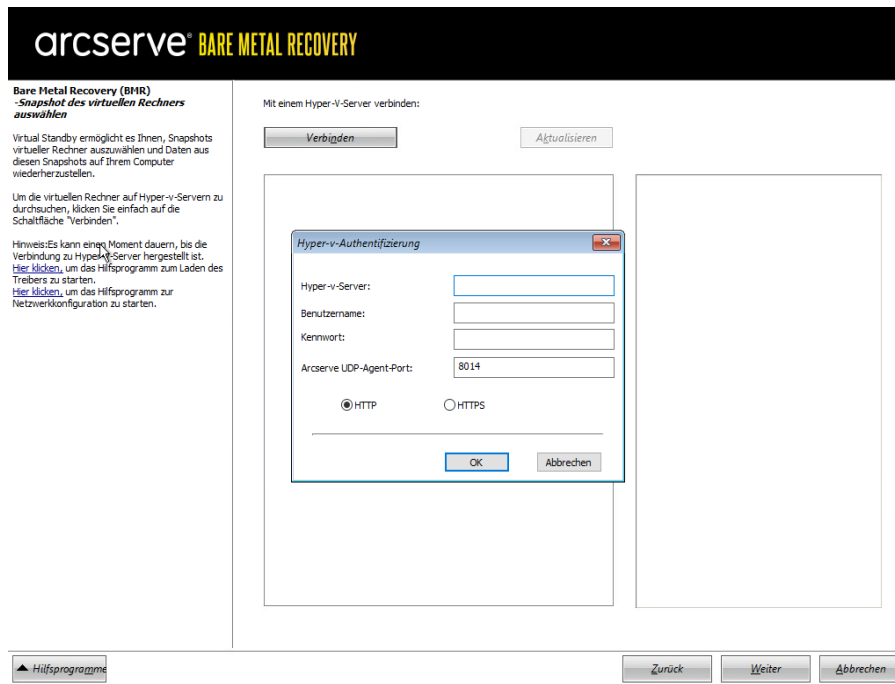 arcserve® BARE METAL RECOVERY
Bare Metal Recovery (BMR)
-Snapshot des virtuellen Rechners
auswählen
Virtual Standby ermöglicht es Ihnen, Snapshots
virtueller Rechner auszuwählen und Daten aus
diesen Snapshots auf Ihrem Computer
wiederherzustellen.
Um die virtuellen Rechner auf Hyper-v-Servern zu
durchsuchen, klicken Sie einfach auf die
Schaltfläche "Verbinden".
Hinweis:Es kann einen Moment dauern, bis die
Verbindung zu Hyper-v-Server hergestellt ist.
Hier klicken, um das Hilfsprogramm zum Laden des
Treibers zu starten.
Hier klicken, um das Hilfsprogramm zur
Netzwerkkonfiguration zu starten.
Mit einem Hyper-V-Server verbinden:
Verbinden
Aktualisieren
Hyper-v-Authentifizierung
Hyper-v-Server:
Benutzername:
Kennwort:
Arcserve UDP-Agent-Port: 8014
HTTP HTTPS
OK Abbrechen
Hilfsprogramme
Zurück Weiter Abbrechen